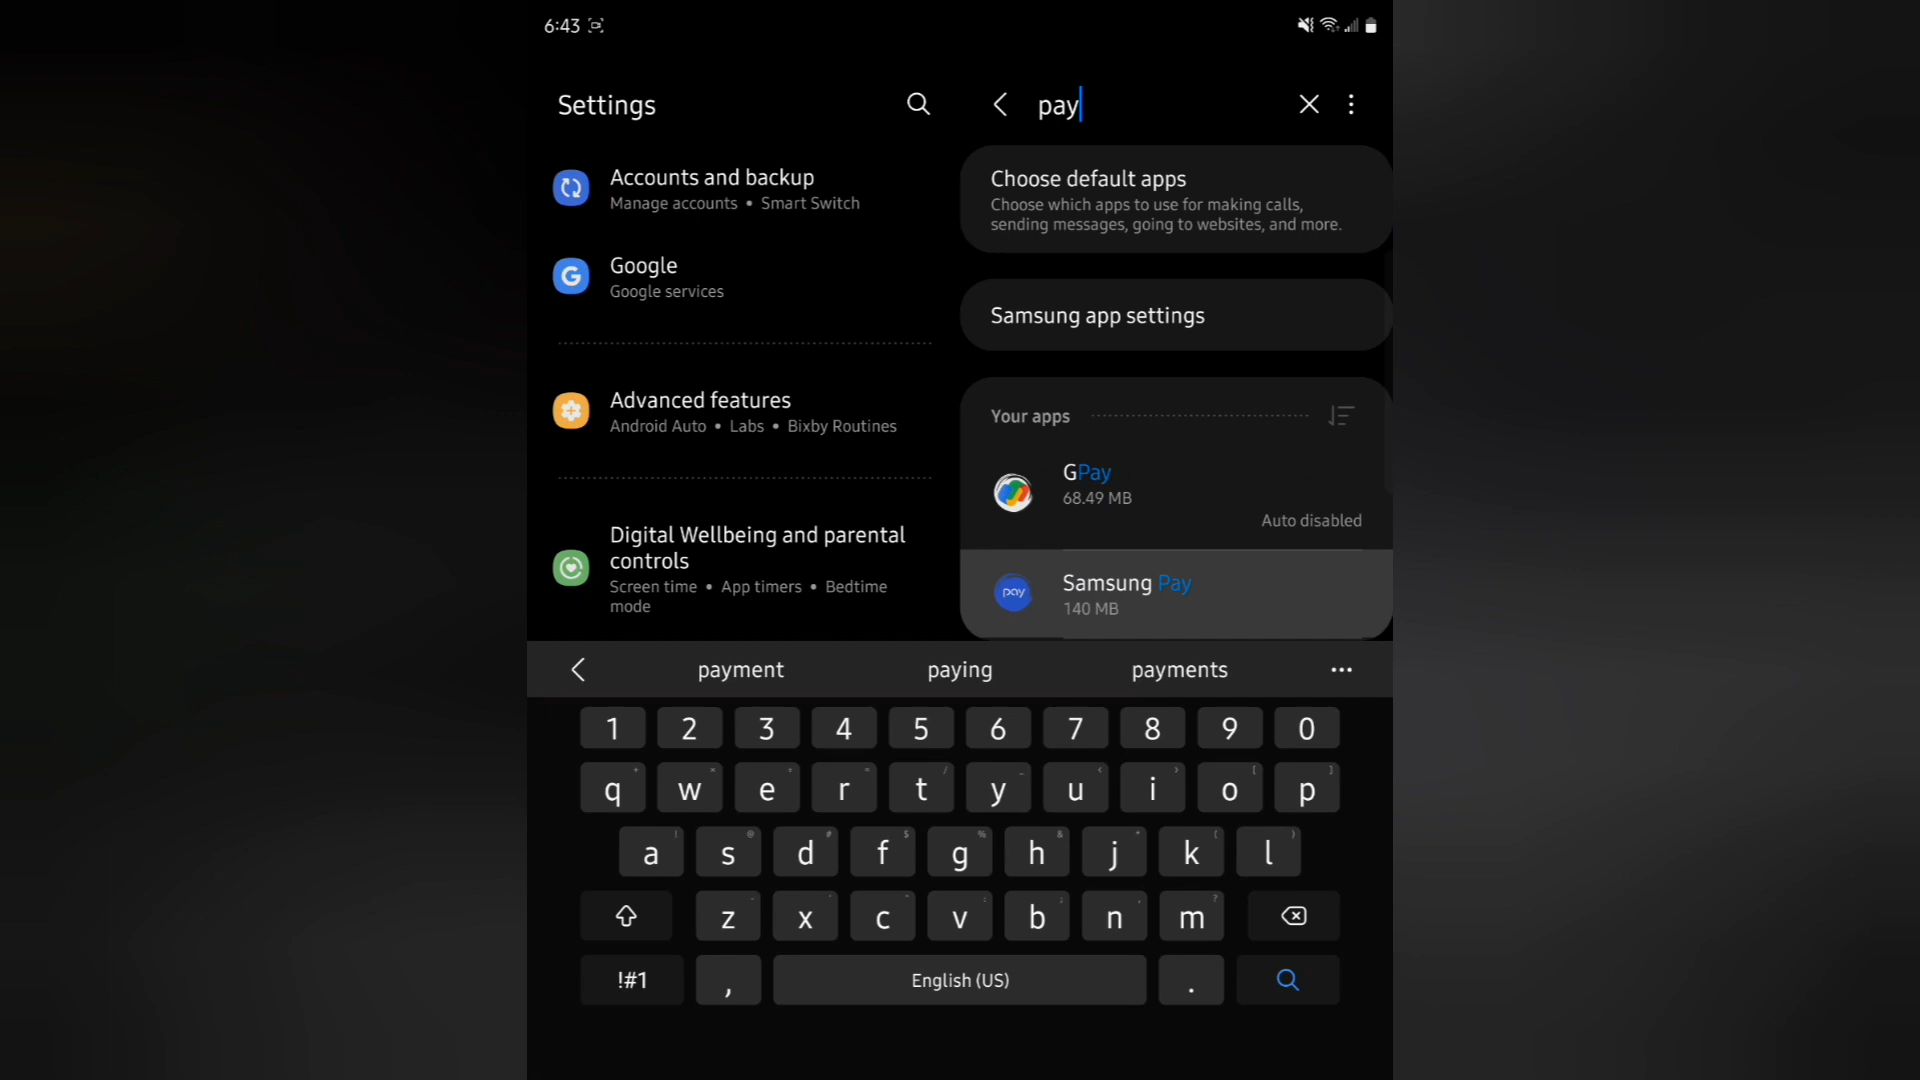 6:43
Settings
Accounts and backup
Manage accounts • Smart Switch
Google
Google services
Advanced features
Android Auto • Labs • Bixby Routines
Digital Wellbeing and parental
controls
Screen time • App timers • Bedtime
mode
pay
Choose default apps
Choose which apps to use for making calls,
sending messages, going to websites, and more.
Samsung app settings
Your apps
GPay
68.49 MB
Auto disabled
pay
Samsung Pay
140 MB
payment paying payments
1 2 3 4 5 6 7 8 9 0
q w e r t y u i o p
a s d f g h j k l
z x c v b n m
!#1 , English (US) .